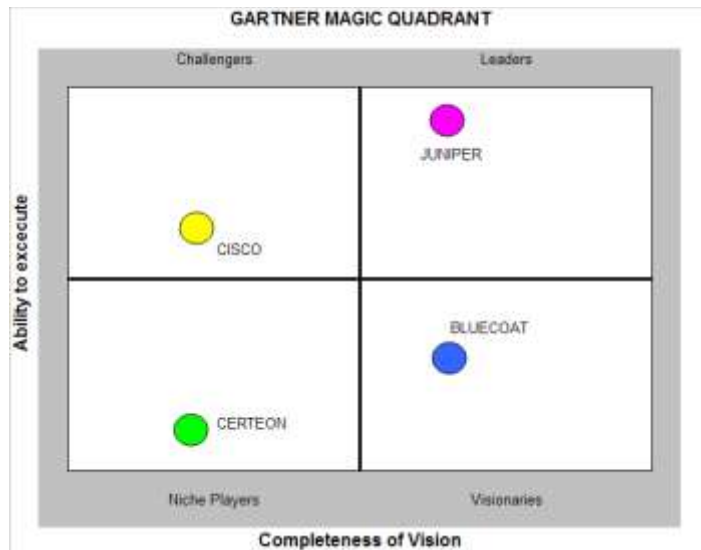 GARTNER MAGIC QUADRANT
Challengers
Leaders
JUNIPER
CISCO
BLUECOAT
CERTEON
Niche Players
Visionaries
Ability to excecute
Completeness of Vision